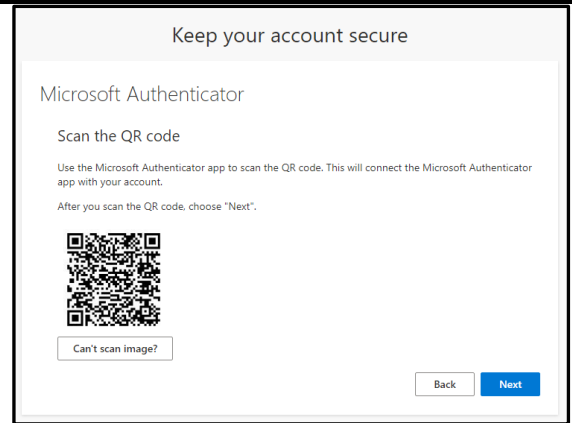 Keep your account secure
Microsoft Authenticator
Scan the QR code
Use the Microsoft Authenticator app to scan the QR code. This will connect the Microsoft Authenticator
app with your account.
After you scan the QR code, choose "Next".
Can't scan image?
Back Next